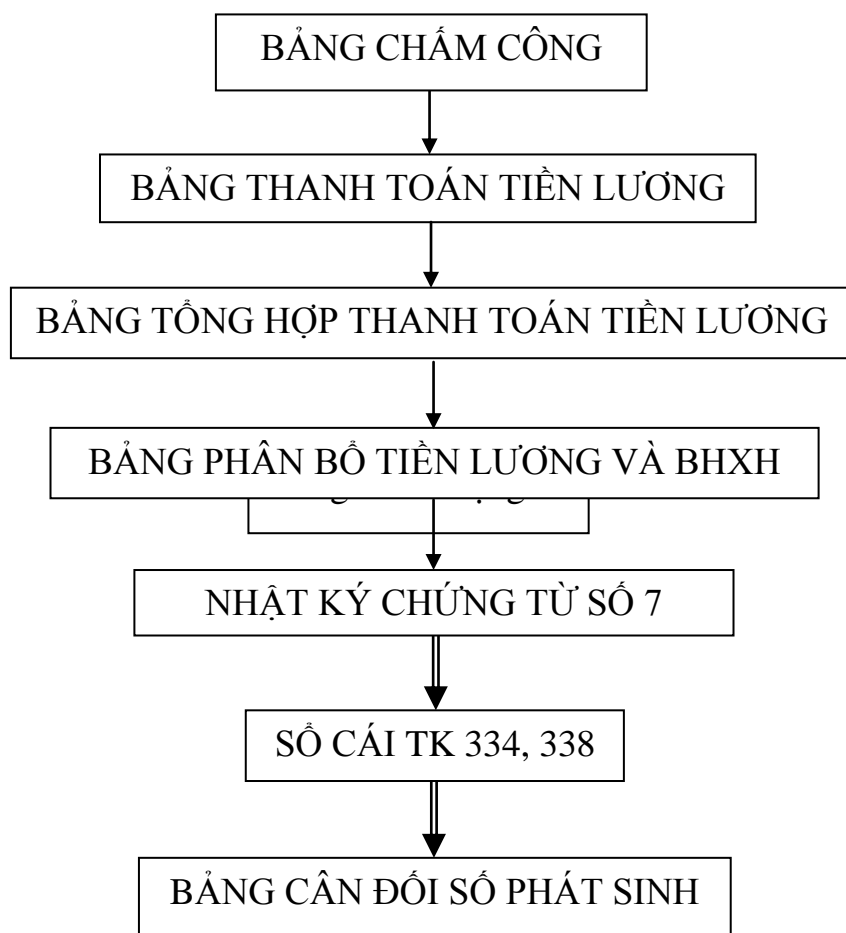 BẢNG CHẤM CÔNG
BẢNG THANH TOÁN TIỀN LƯƠNG
BẢNG TỔNG HỢP THANH TOÁN TIỀN LƯƠNG
BẢNG PHÂN BỔ TIỀN LƯƠNG VÀ BHXH
NHẬT KÝ CHỨNG TỪ SỐ 7
SỔ CÁI TK 334, 338
BẢNG CÂN ĐỐI SỐ PHÁT SINH